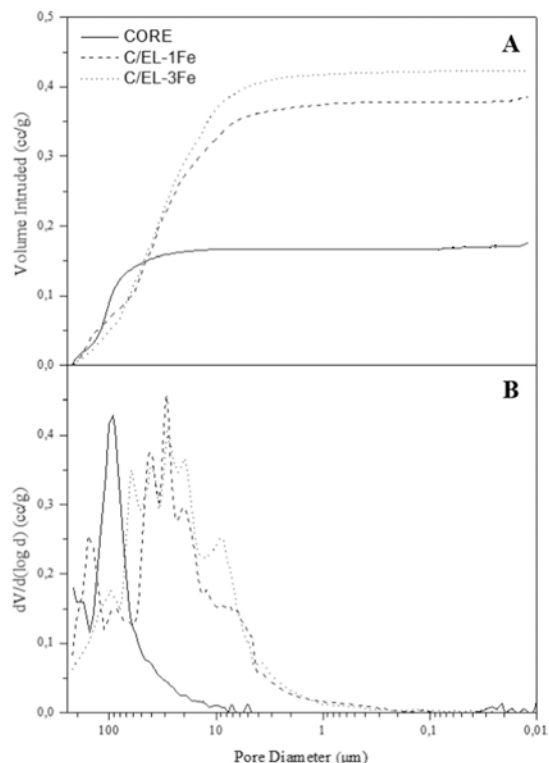 A
CORE
C/EL-1Fe
C/EL-3Fe
Volume Intruded (cc/g)
0,5
0,4
0,3
0,2
0,1
0,0
B
dV/d(log d) (cc/g)
0,4
0,3
0,2
0,1
0,0
100
10
1
0,1
0,01
Pore Diameter (μm)